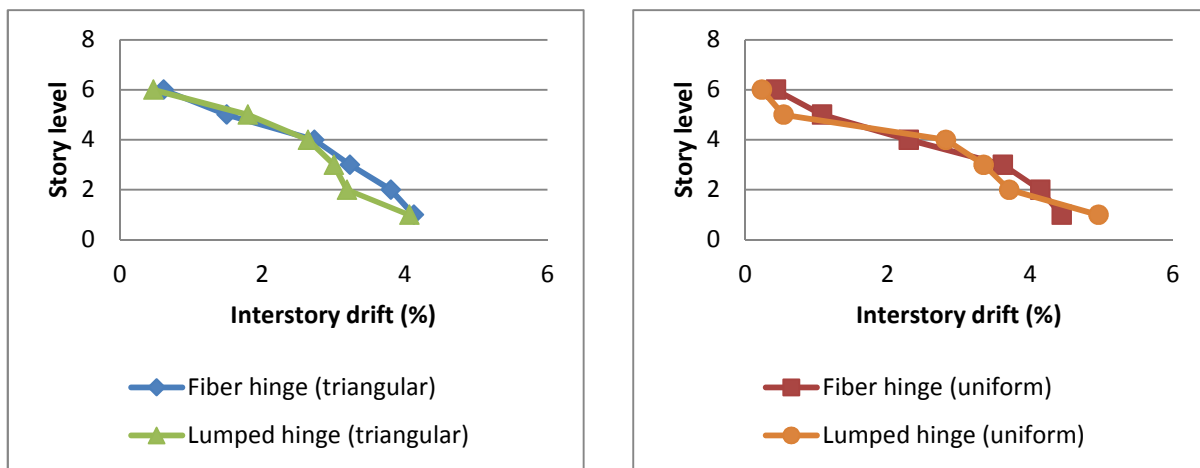 8
6
4
2
0
Story level
0 2 4 6
Interstory drift (%)
Fiber hinge (triangular)
Lumped hinge (triangular)
8
6
4
2
0
Story level
0 2 4 6
Interstory drift (%)
Fiber hinge (uniform)
Lumped hinge (uniform)